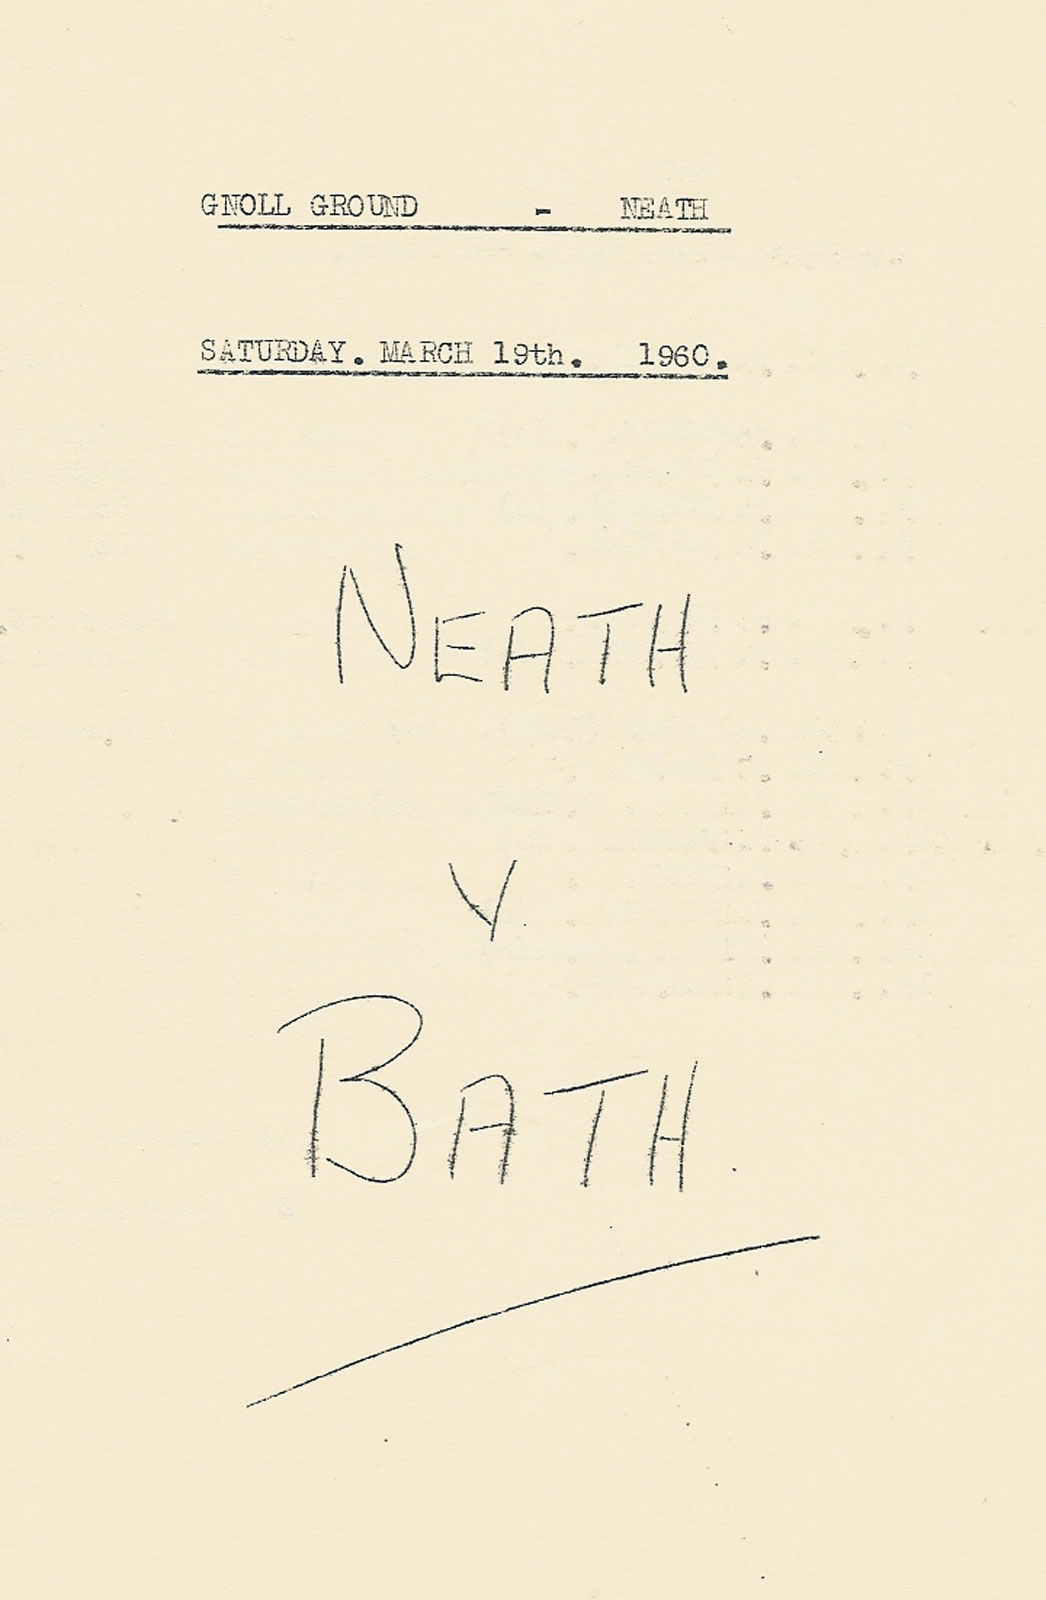 GNOLL GROUND - NEATH
SATURDAY. MARCH 19th. 1960.
NEATH
V
BATH.